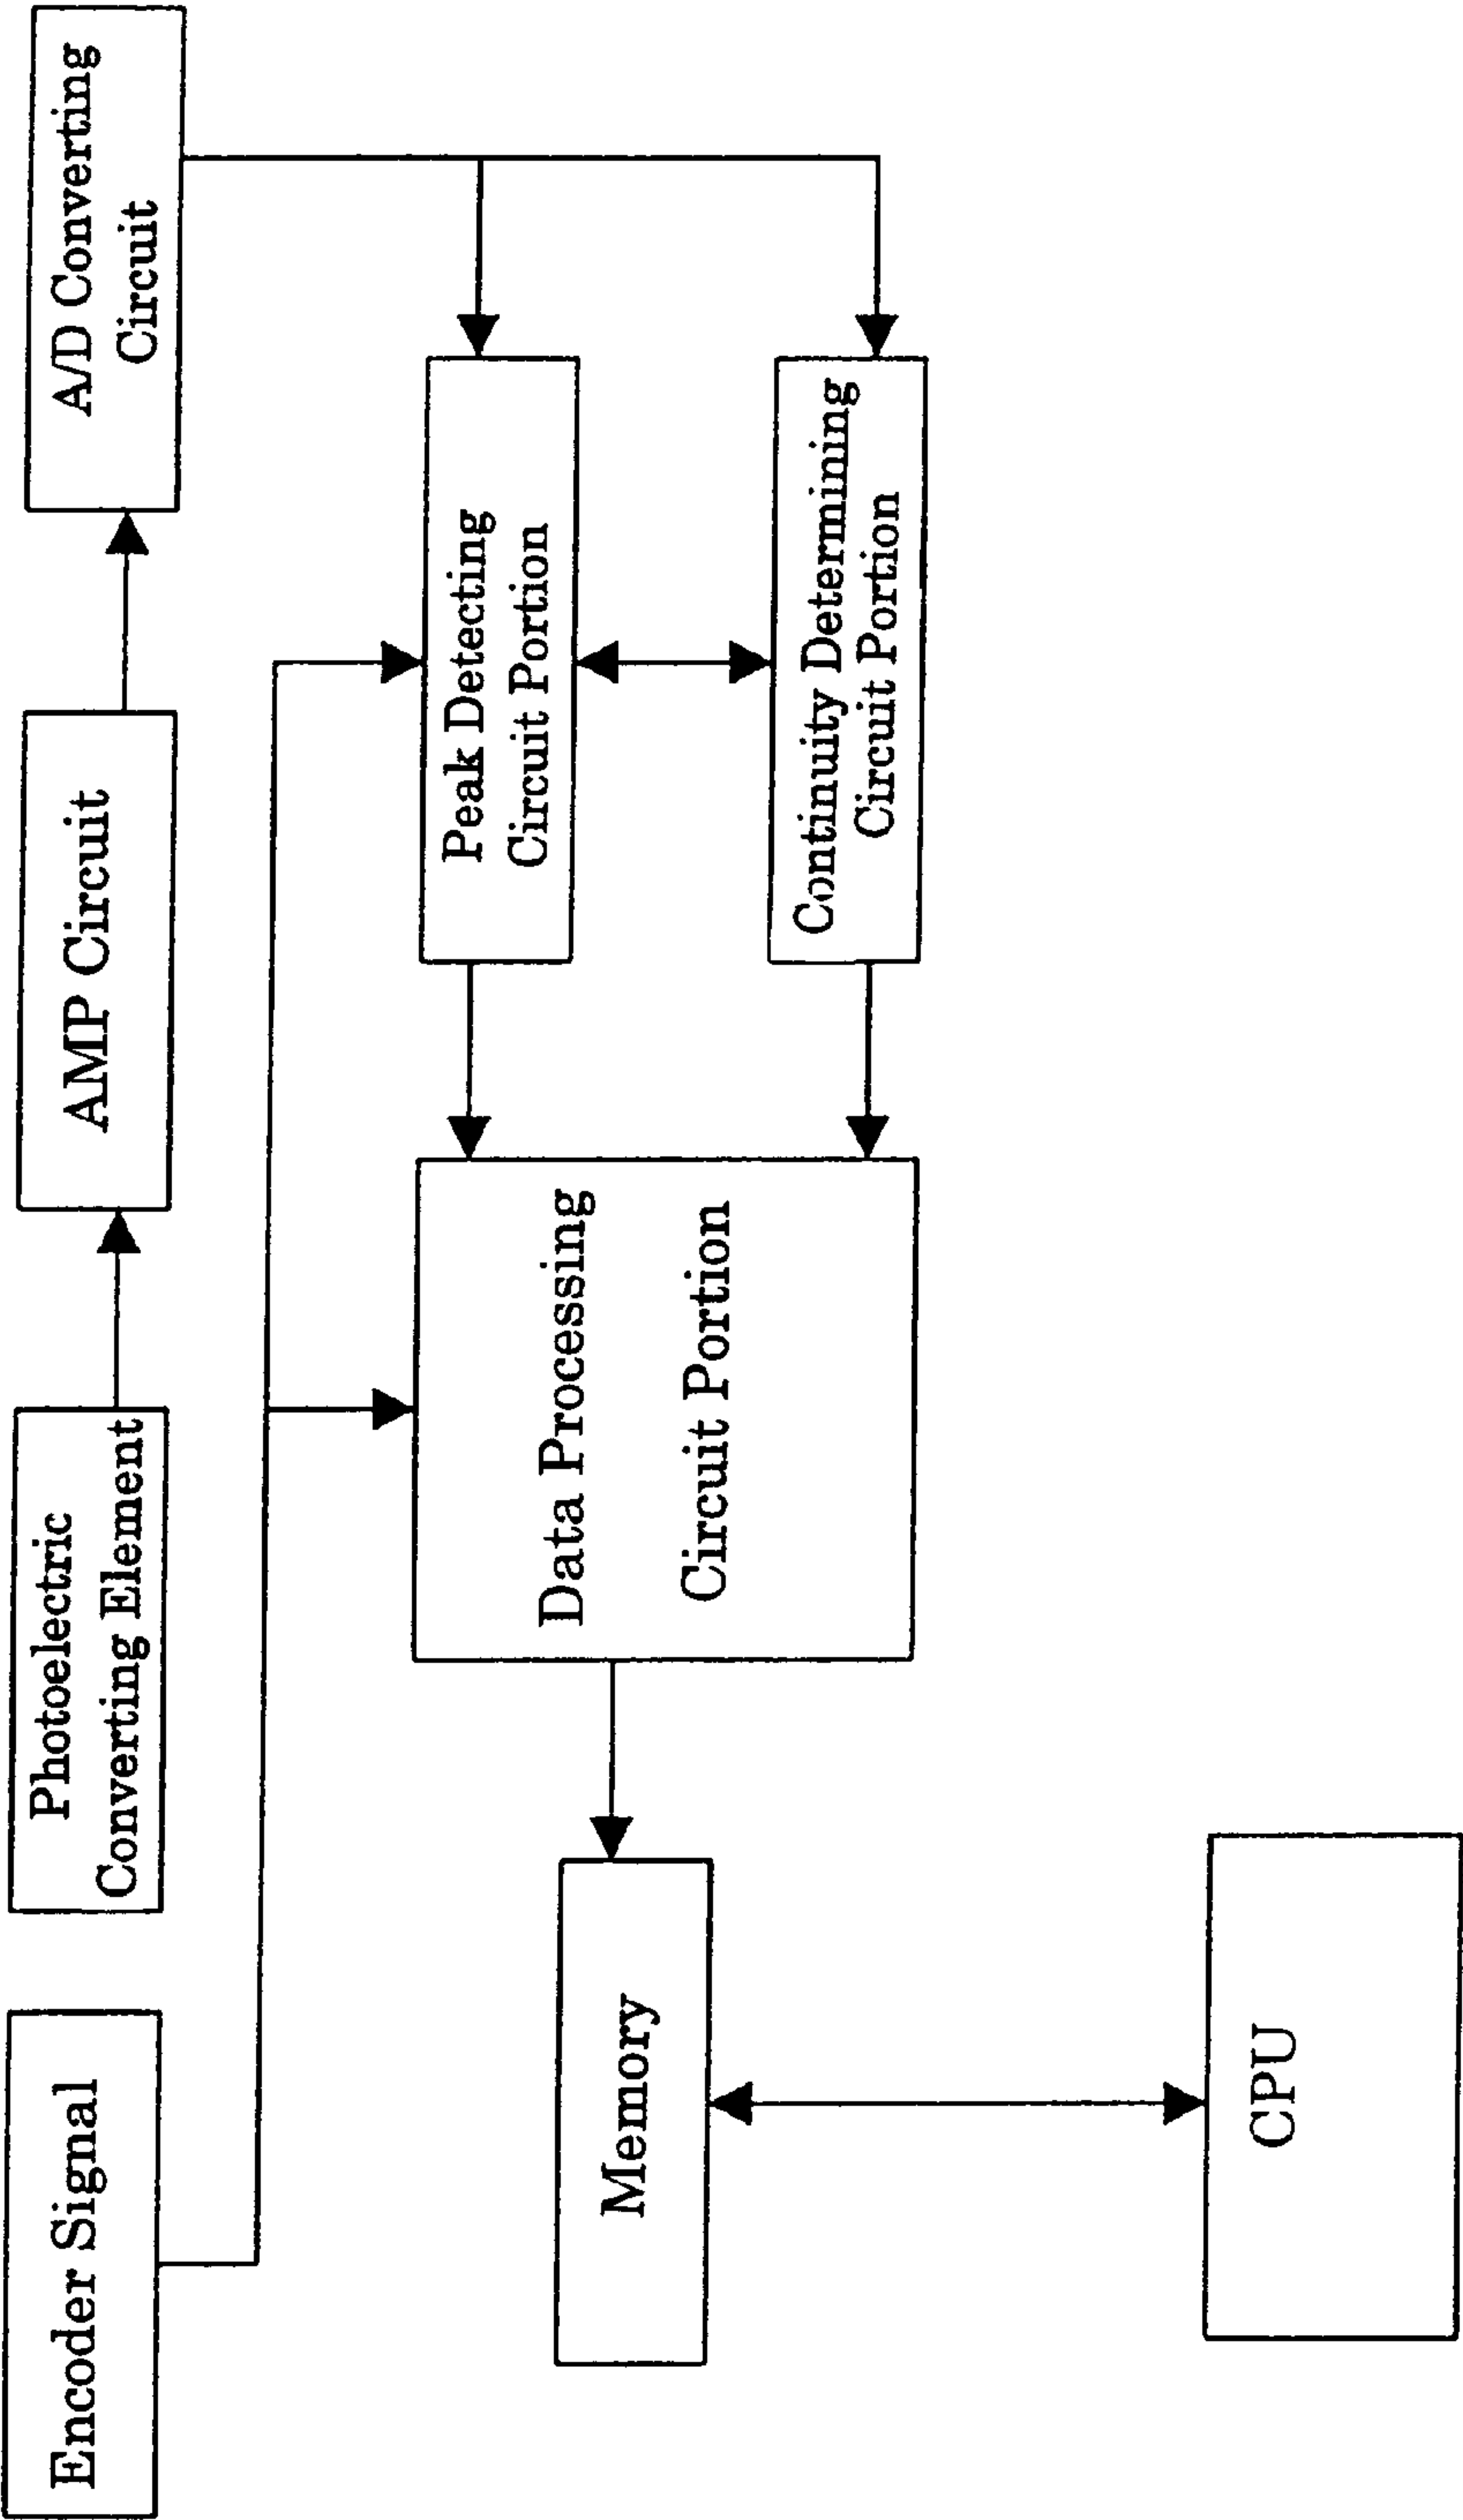 Encoder Signal
Photoelectric
Converting Element
AMP Circuit
A/D Converting
Circuit
Peak Detecting
Circuit Portion
Data Processing
Circuit Portion
Continuity Determining
Circuit Portion
Memory
CPU